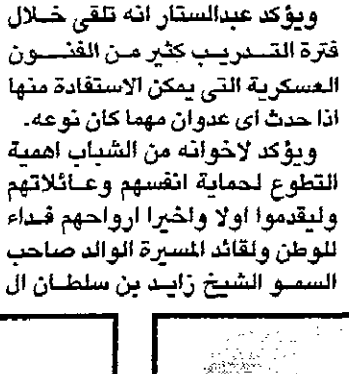 ويؤكد عبدالستار انه تلقى خلال
فترة التدريب كثير من الفنون
العسكرية التى يمكن الاستفادة منها
اذا حدث اى عدوان مهما كان نوعه.
ويؤكد لاخوانه من الشباب اهمية
التطوع لحماية انفسهم وعائلاتهم
وليقدموا اولا واخيرا ارواحهم فداء
للوطن ولقائد المسيرة الوالد صاحب
السمو الشيخ زايد بن سلطان ال